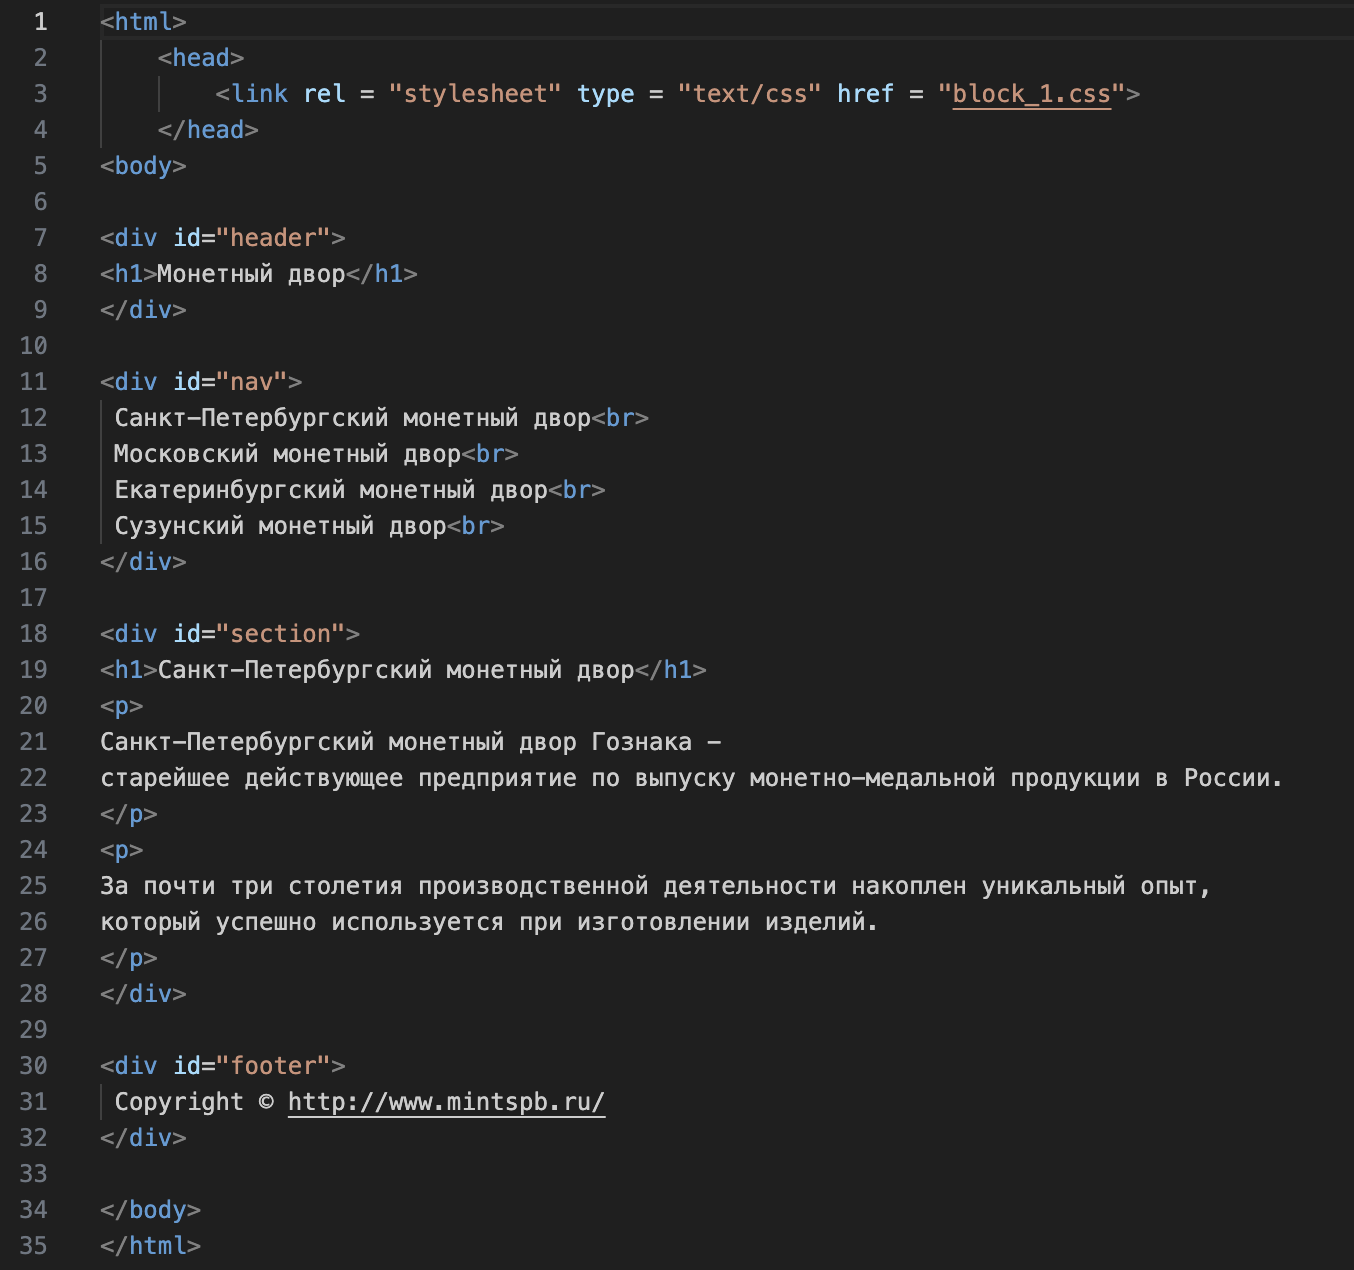 1 <html>
2 <head>
3 <link rel = "stylesheet" type = "text/css" href = "block_1.css">
4 </head>
5 <body>
6
7 <div id="header">
8 <h1>Монетный двор</h1>
9 </div>
10
11 <div id="nav">
12 Санкт-Петербургский монетный двор<br>
13 Московский монетный двор<br>
14 Екатеринбургский монетный двор<br>
15 Сузунский монетный двор<br>
16 </div>
17
18 <div id="section">
19 <h1>Санкт-Петербургский монетный двор</h1>
20 <p>
21 Санкт-Петербургский монетный двор Гознака -
22 старейшее действующее предприятие по выпуску монетно-медальной продукции в России.
23 </p>
24 <p>
25 За почти три столетия производственной деятельности накоплен уникальный опыт,
26 который успешно используется при изготовлении изделий.
27 </p>
28 </div>
29
30 <div id="footer">
31 Copyright © http://www.mintspb.ru/
32 </div>
33
34 </body>
35 </html>